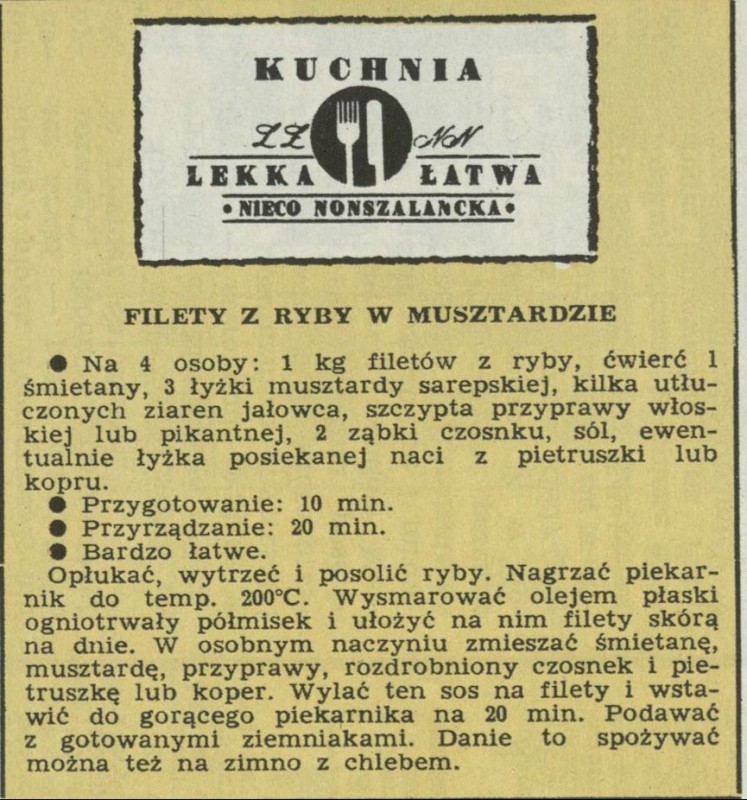 KUCHNIA
LŻ NN
LEKKA ŁATWA
• NIECO NONSZALANCKA •
FILETY Z RYBY W MUSZTARDZIE
● Na 4 osoby: 1 kg filetów z ryby, ćwierć l
śmietany, 3 łyżki musztardy sarepskiej, kilka utłu-
czonych ziaren jałowca, szczypta przyprawy włos-
kiej lub pikantnej, 2 ząbki czosnku, sól, ewen-
tualnie łyżka posiekanej naci z pietruszki lub
kopru.
● Przygotowanie: 10 min.
● Przyrządzanie: 20 min.
● Bardzo łatwe.
Opłukać, wytrzeć i posolić ryby. Nagrzać piekar-
nik do temp. 200°C. Wysmarować olejem płaski
ogniotrwały półmisek i ułożyć na nim filety skórą
na dnie. W osobnym naczyniu zmieszać śmietanę,
musztardę, przyprawy, rozdrobniony czosnek i pie-
truszkę lub koper. Wylać ten sos na filety i wsta-
wić do gorącego piekarnika na 20 min. Podawać
z gotowanymi ziemniakami. Danie to spożywać
można też na zimno z chlebem.